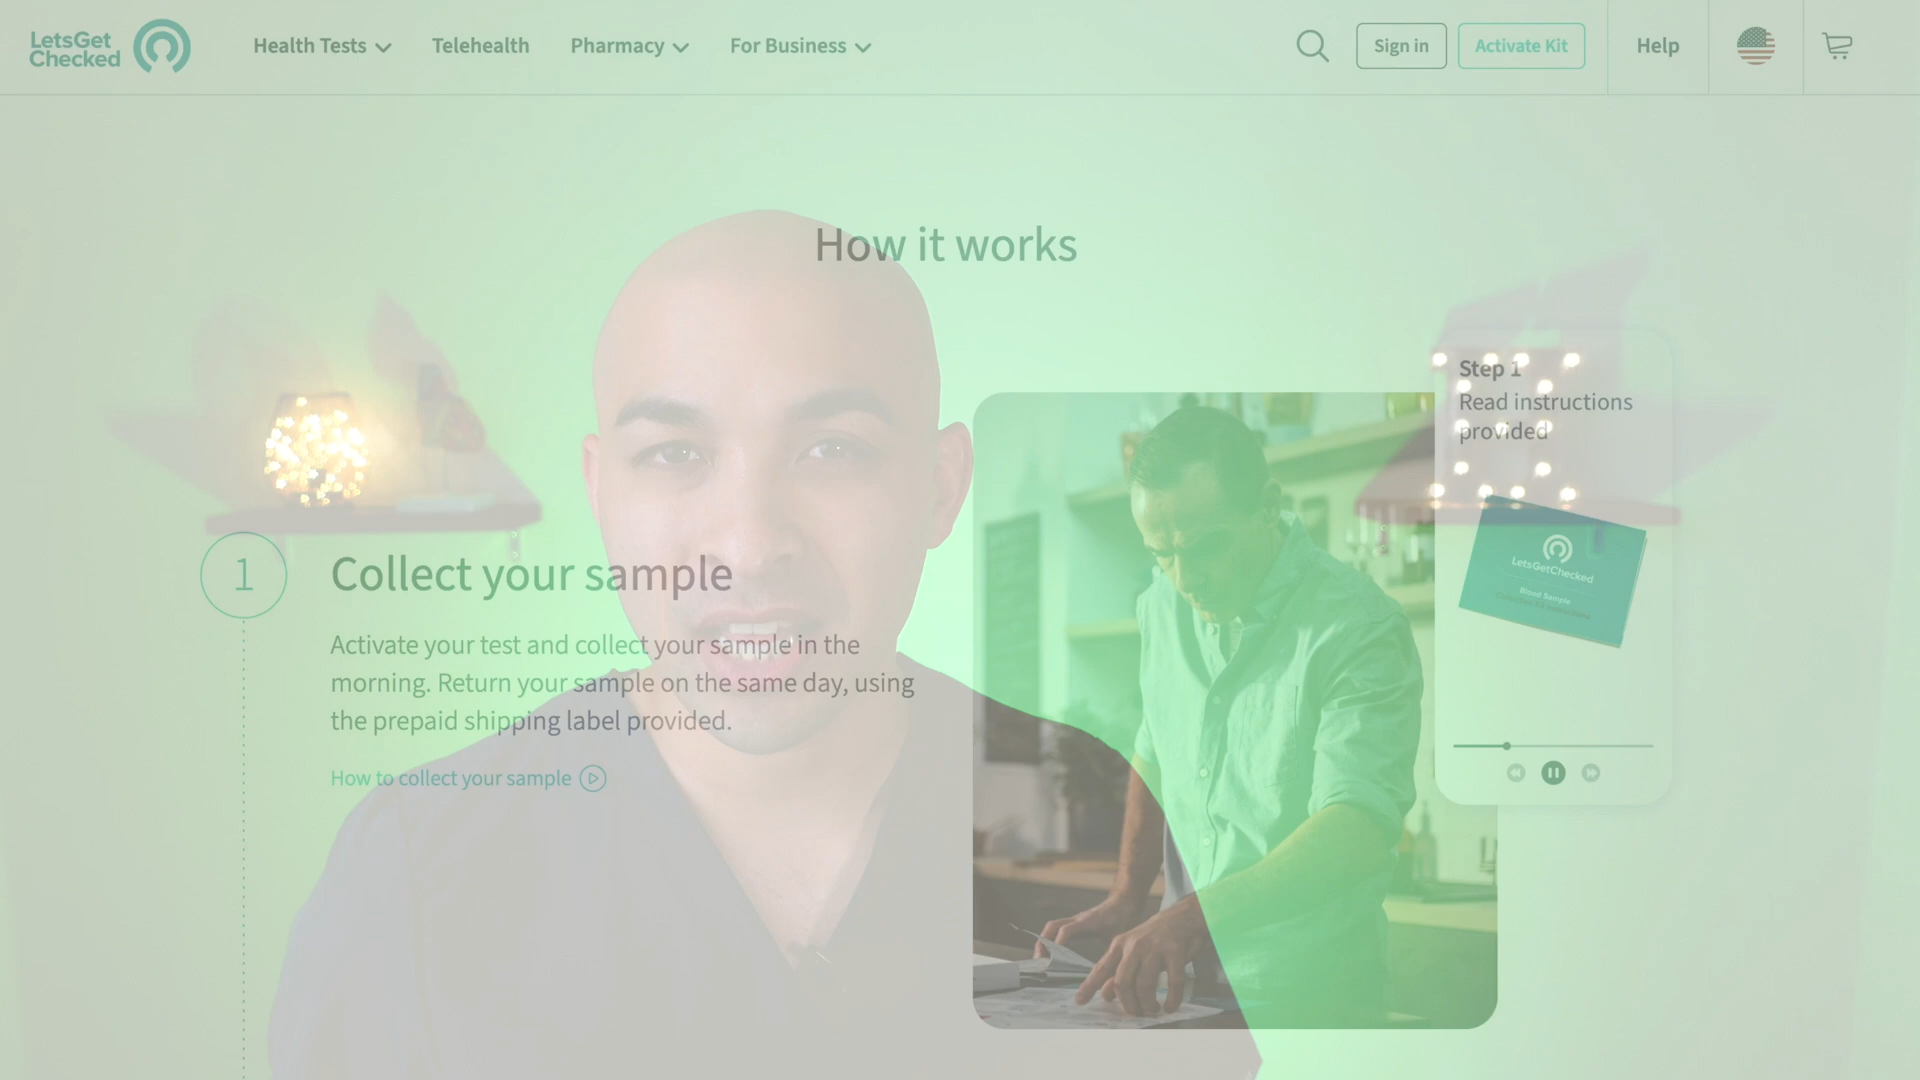 LetsGet
Checked
Health Tests
Telehealth
Pharmacy
For Business
Sign in
Activate Kit
Help
How it works
1
Collect your sample
Activate your test and collect your sample in the
morning. Return your sample on the same day, using
the prepaid shipping label provided.
How to collect your sample
Step 1
Read instructions
provided
LetsGetChecked
Blood Sample